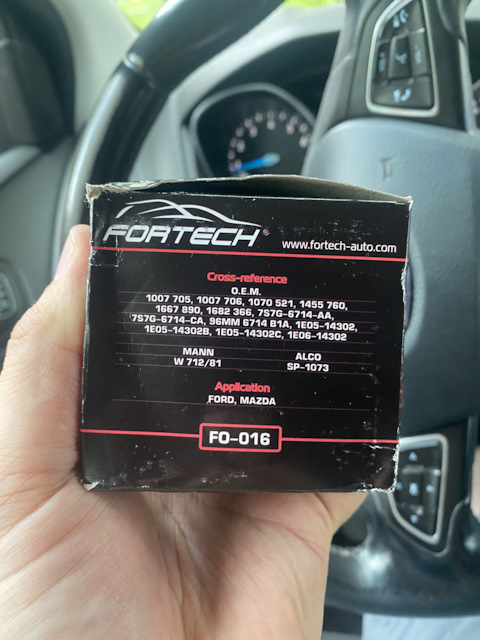 FORTECH®
www.fortech-auto.com
Cross-reference
O.E.M.
1007 705, 1007 706, 1070 521, 1455 760,
1667 890, 1682 366, 7S7G-6714-AA,
7S7G-6714-CA, 96MM 6714 B1A, 1E05-14302,
1E05-14302B, 1E05-14302C, 1E06-14302
MANN ALCO
W 712/81 SP-1073
Application
FORD, MAZDA
FO-016